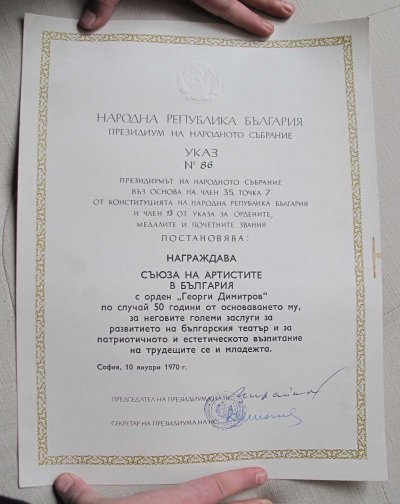 НАРОДНА РЕПУБЛИКА БЪЛГАРИЯ
ПРЕЗИДИУМ НА НАРОДНОТО СЪБРАНИЕ
УКАЗ
№ 86
ПРЕЗИДИУМЪТ НА НАРОДНОТО СЪБРАНИЕ
ВЪЗ ОСНОВА НА ЧЛЕН 35, ТОЧКА 7
ОТ КОНСТИТУЦИЯТА НА НАРОДНА РЕПУБЛИКА БЪЛГАРИЯ
И ЧЛЕН 13 ОТ УКАЗА ЗА ОРДЕНИТЕ,
МЕДАЛИТЕ И ПОЧЕТНИТЕ ЗВАНИЯ
ПОСТАНОВЯВА:
НАГРАЖДАВА
СЪЮЗА НА АРТИСТИТЕ
В БЪЛГАРИЯ
с орден „Георги Димитров"
по случай 50 години от основаването му,
за неговите големи заслуги за
развитието на българския театър и за
патриотичното и естетическото възпитание
на трудещите се и младежта.
София, 10 януари 1970 г.
ПРЕДСЕДАТЕЛ НА ПРЕЗИДИУМА НА НС:
СЕКРЕТАР НА ПРЕЗИДИУМА НА НС: